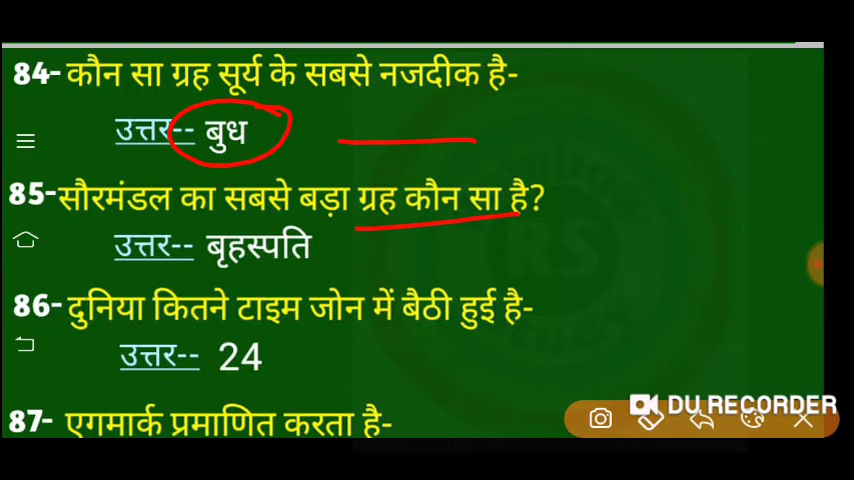 84- कौन सा ग्रह सूर्य के सबसे नजदीक है-
उत्तर-- बुध
85-सौरमंडल का सबसे बड़ा ग्रह कौन सा है?
उत्तर-- बृहस्पति
86-दुनिया कितने टाइम जोन में बैठी हुई है-
उत्तर-- 24
87- एगमार्क प्रमाणित करता है-
RS
DU RECORDER